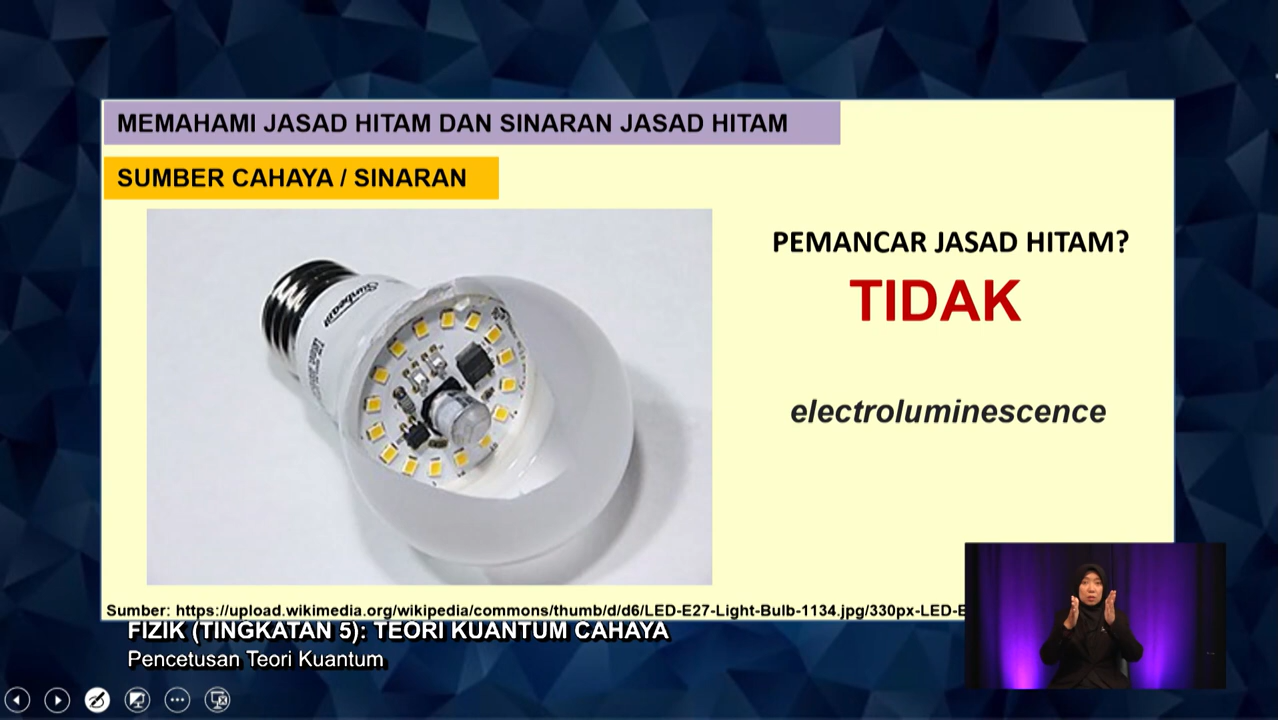 MEMAHAMI JASAD HITAM DAN SINARAN JASAD HITAM
SUMBER CAHAYA / SINARAN
PEMANCAR JASAD HITAM?
TIDAK
electroluminescence
Sunbeam
Sumber: https://upload.wikimedia.org/wikipedia/commons/thumb/d/d6/LED-E27-Light-Bulb-1134.jpg/330px-LED-E
FIZIK (TINGKATAN 5): TEORI KUANTUM CAHAYA
Pencetusan Teori Kuantum